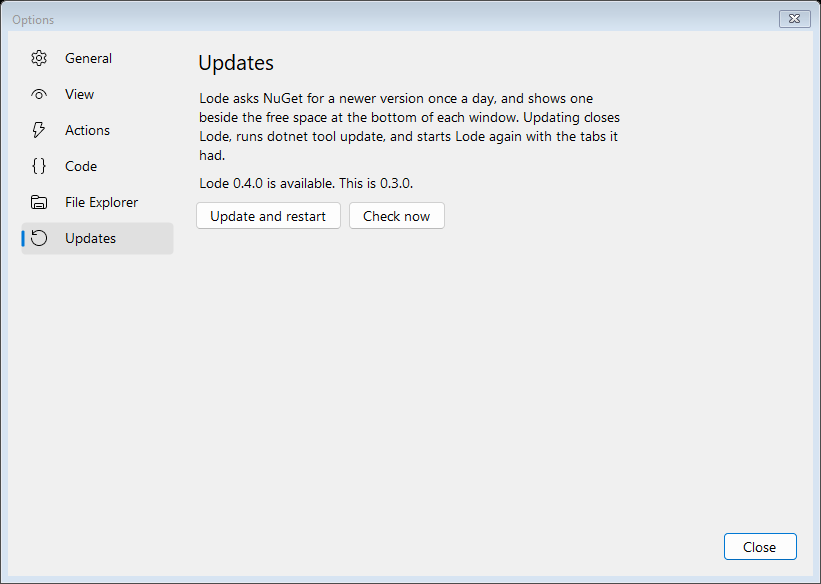 Options
General
View
Actions
Code
File Explorer
Updates
Updates
Lode asks NuGet for a newer version once a day, and shows one
beside the free space at the bottom of each window. Updating closes
Lode, runs dotnet tool update, and starts Lode again with the tabs it
had.
Lode 0.4.0 is available. This is 0.3.0.
Update and restart
Check now
Close